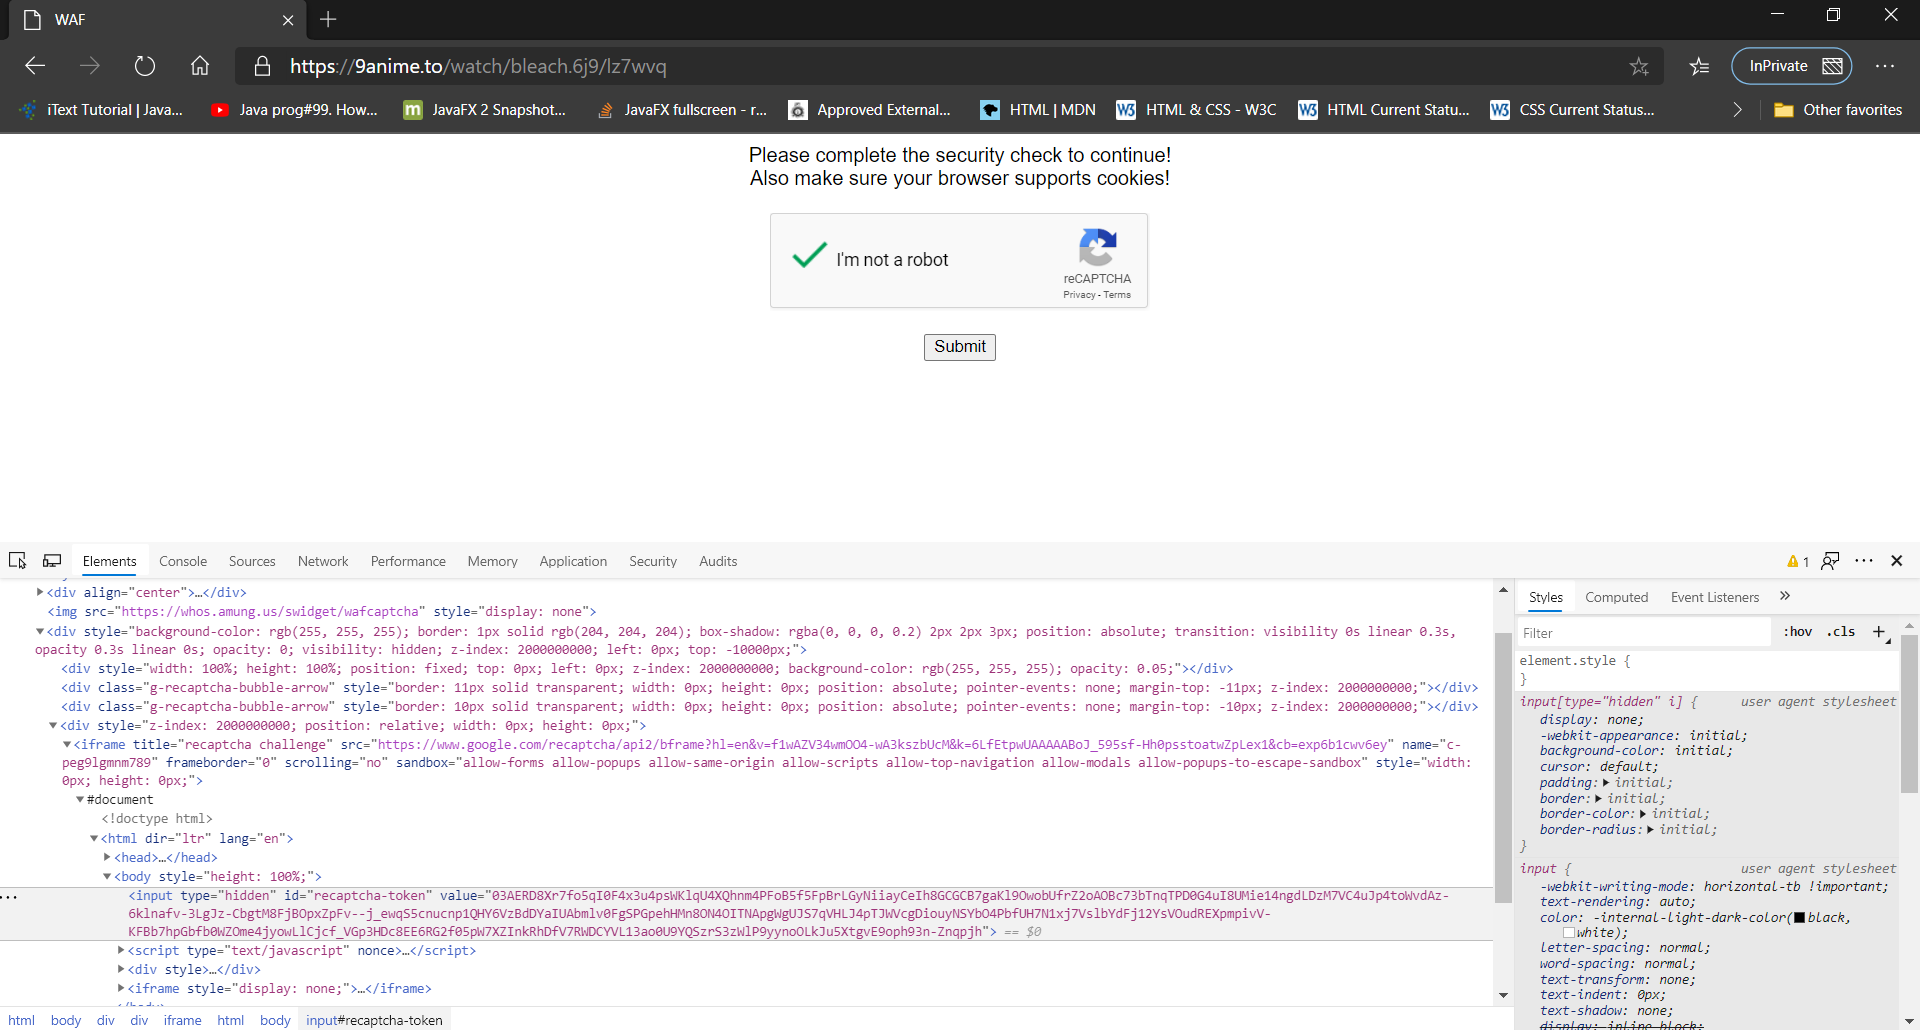 WAF
https://9anime.to/watch/bleach.6j9/lz7wvq
InPrivate
iText Tutorial | Java...
Java prog#99. How...
m JavaFX 2 Snapshot...
JavaFX fullscreen - r...
Approved External...
HTML | MDN
W3 HTML & CSS - W3C
W3 HTML Current Statu...
W3 CSS Current Status...
Other favorites
Please complete the security check to continue!
Also make sure your browser supports cookies!
I'm not a robot
reCAPTCHA
Privacy - Terms
Submit
Elements Console Sources Network Performance Memory Application Security Audits
1
<div align="center">…</div>
<img src="https://whos.amung.us/swidget/wafcaptcha" style="display: none">
<div style="background-color: rgb(255, 255, 255); border: 1px solid rgb(204, 204, 204); box-shadow: rgba(0, 0, 0, 0.2) 2px 2px 3px; position: absolute; transition: visibility 0s linear 0.3s,
opacity 0.3s linear 0s; opacity: 0; visibility: hidden; z-index: 2000000000; left: 0px; top: -10000px;">
<div style="width: 100%; height: 100%; position: fixed; top: 0px; left: 0px; z-index: 2000000000; background-color: rgb(255, 255, 255); opacity: 0.05;"></div>
<div class="g-recaptcha-bubble-arrow" style="border: 11px solid transparent; width: 0px; height: 0px; position: absolute; pointer-events: none; margin-top: -11px; z-index: 2000000000;"></div>
<div class="g-recaptcha-bubble-arrow" style="border: 10px solid transparent; width: 0px; height: 0px; position: absolute; pointer-events: none; margin-top: -10px; z-index: 2000000000;"></div>
<div style="z-index: 2000000000; position: relative; width: 0px; height: 0px;">
<iframe title="recaptcha challenge" src="https://www.google.com/recaptcha/api2/bframe?hl=en&v=f1wAZV34wmOO4-wA3kszbUcM&k=6LfEtpwUAAAAABoJ_595sf-Hh0psstoatwZpLex1&cb=exp6b1cwv6ey" name="c-
peg9lgmnm789" frameborder="0" scrolling="no" sandbox="allow-forms allow-popups allow-same-origin allow-scripts allow-top-navigation allow-modals allow-popups-to-escape-sandbox" style="width:
0px; height: 0px;">
#document
<!doctype html>
<html dir="ltr" lang="en">
<head>…</head>
<body style="height: 100%;">
<input type="hidden" id="recaptcha-token" value="03AERD8Xr7fo5qI0F4x3u4psWKlqU4XQhnm4PFoB5f5FpBrLGyNiiayCeIh8GCGCB7gaKl9OwobUfrZ2oAOBc73bTnqTPD0G4uI8UMie14ngdLDzM7VC4uJp4toWvdAz-
6klnafv-3LgJz-CbgtM8FjBOpxZpFv--j_ewqS5cnucnp1QHY6VzBdDYaIUAbmlv0FgSPGpehHMn8ON4OITNApgWgUJS7qVHLJ4pTJWVcgDiouyNSYbO4PbfUH7N1xj7VslbYdFj12YsVOudREXpmpivV-
KFBb7hpGbfb0WZOme4jyowLlCjcf_VGp3HDc8EE6RG2f05pW7XZInkRhDfV7RWDCYVL13ao0U9YQSzrS3zWlP9yynoOLkJu5XtgvE9oph93n-Znqpjh"> == $0
<script type="text/javascript" nonce>…</script>
<div style>…</div>
<iframe style="display: none;">…</iframe>
</body>
html body div div iframe html body input#recaptcha-token
Styles Computed Event Listeners
Filter
:hov .cls
element.style {
}
input[type="hidden" i] { user agent stylesheet
display: none;
-webkit-appearance: initial;
background-color: initial;
cursor: default;
padding: initial;
border: initial;
border-color: initial;
border-radius: initial;
}
input { user agent stylesheet
-webkit-writing-mode: horizontal-tb !important;
text-rendering: auto;
color: -internal-light-dark-color(black,
white);
letter-spacing: normal;
word-spacing: normal;
text-transform: none;
text-indent: 0px;
text-shadow: none;
display: inline-block;